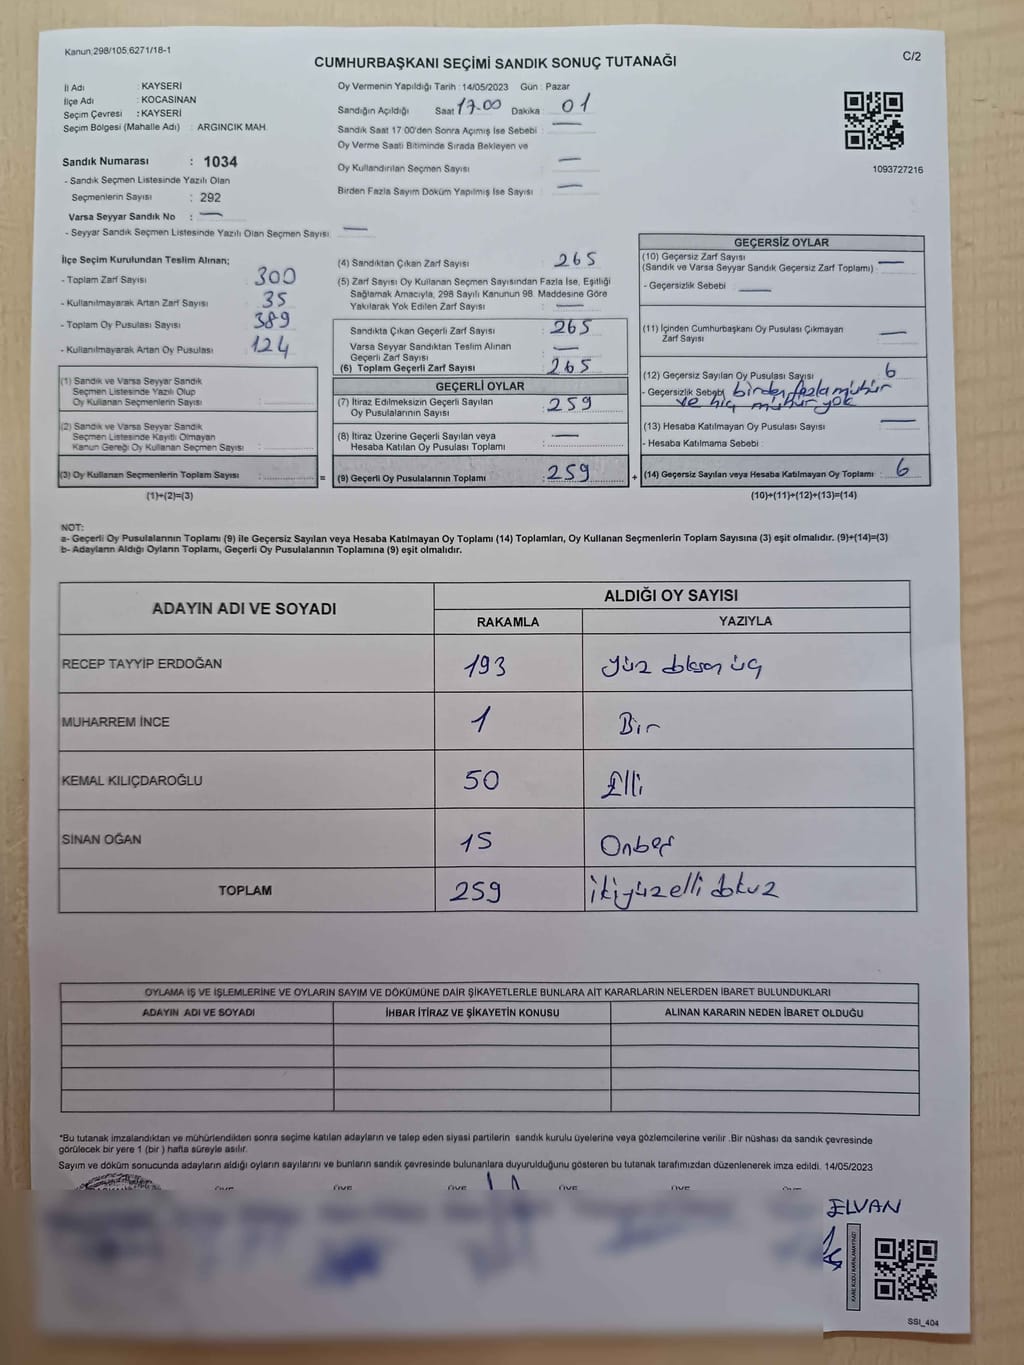 Kanun,298/105,6271/18-1
C/2
CUMHURBAŞKANI SEÇİMİ SANDIK SONUÇ TUTANAĞI
İl Adı : KAYSERİ
İlçe Adı : KOCASİNAN
Seçim Çevresi : KAYSERİ
Seçim Bölgesi (Mahalle Adı) : ARGINCIK MAH.
Sandık Numarası : 1034
- Sandık Seçmen Listesinde Yazılı Olan
Seçmenlerin Sayısı : 292
Varsa Seyyar Sandık No : —
- Seyyar Sandık Seçmen Listesinde Yazılı Olan Seçmen Sayısı: —
Oy Vermenin Yapıldığı Tarih : 14/05/2023 Gün : Pazar
Sandığın Açıldığı Saat 17.00 Dakika 01
Sandık Saat 17.00'den Sonra Açımış İse Sebebi : —
Oy Verme Saati Bitiminde Sırada Bekleyen ve
Oy Kullandırılan Seçmen Sayısı : —
Birden Fazla Sayım Döküm Yapılmış İse Sayısı : —
1093727216
İlçe Seçim Kurulundan Teslim Alınan;
- Toplam Zarf Sayısı : 300
- Kullanılmayarak Artan Zarf Sayısı : 35
- Toplam Oy Pusulası Sayısı : 389
- Kullanılmayarak Artan Oy Pusulası : 124
(1) Sandık ve Varsa Seyyar Sandık
Seçmen Listesinde Yazılı Olup
Oy Kullanan Seçmenlerin Sayısı :
(2) Sandık ve Varsa Seyyar Sandık
Seçmen Listesinde Kayıtlı Olmayan
Kanun Gereği Oy Kullanan Seçmen Sayısı :
(3) Oy Kullanan Seçmenlerin Toplam Sayısı :
(1)+(2)=(3)
=
(4) Sandıktan Çıkan Zarf Sayısı : 265
(5) Zarf Sayısı Oy Kullanan Seçmen Sayısından Fazla İse, Eşitliği
Sağlamak Amacıyla, 298 Sayılı Kanunun 98. Maddesine Göre
Yakılarak Yok Edilen Zarf Sayısı : —
Sandıkta Çıkan Geçerli Zarf Sayısı : 265
Varsa Seyyar Sandıktan Teslim Alınan
Geçerli Zarf Sayısı : —
(6) Toplam Geçerli Zarf Sayısı : 265
GEÇERLİ OYLAR
(7) İtiraz Edilmeksizin Geçerli Sayılan
Oy Pusulalarının Sayısı : 259
(8) İtiraz Üzerine Geçerli Sayılan veya
Hesaba Katılan Oy Pusulası Toplamı : —
(9) Geçerli Oy Pusulalarının Toplamı : 259
+
GEÇERSİZ OYLAR
(10) Geçersiz Zarf Sayısı
(Sandık ve Varsa Seyyar Sandık Geçersiz Zarf Toplamı) : —
- Geçersizlik Sebebi : —
(11) İçinden Cumhurbaşkanı Oy Pusulası Çıkmayan
Zarf Sayısı : —
(12) Geçersiz Sayılan Oy Pusulası Sayısı : 6
- Geçersizlik Sebebi birden fazla mühür
ve hiç mühür yok
(13) Hesaba Katılmayan Oy Pusulası Sayısı : —
- Hesaba Katılmama Sebebi :
(14) Geçersiz Sayılan veya Hesaba Katılmayan Oy Toplamı : 6
(10)+(11)+(12)+(13)=(14)
NOT:
a- Geçerli Oy Pusulalarının Toplamı (9) ile Geçersiz Sayılan veya Hesaba Katılmayan Oy Toplamı (14) Toplamları, Oy Kullanan Seçmenlerin Toplam Sayısına (3) eşit olmalıdır. (9)+(14)=(3)
b- Adayların Aldığı Oyların Toplamı, Geçerli Oy Pusulalarının Toplamına (9) eşit olmalıdır.
ADAYIN ADI VE SOYADI
ALDIĞI OY SAYISI
RAKAMLA YAZIYLA
RECEP TAYYİP ERDOĞAN 193 yüz doksan üç
MUHARREM İNCE 1 Bir
KEMAL KILIÇDAROĞLU 50 Elli
SİNAN OĞAN 15 Onbeş
TOPLAM 259 ikiyüzelli dokuz
OYLAMA İŞ VE İŞLEMLERİNE VE OYLARIN SAYIM VE DÖKÜMÜNE DAİR ŞİKAYETLERLE BUNLARA AİT KARARLARIN NELERDEN İBARET BULUNDUKLARI
ADAYIN ADI VE SOYADI İHBAR İTİRAZ VE ŞİKAYETİN KONUSU ALINAN KARARIN NEDEN İBARET OLDUĞU
*Bu tutanak imzalandıktan ve mühürlendikten sonra seçime katılan adayların ve talep eden siyasi partilerin sandık kurulu üyelerine veya gözlemcilerine verilir .Bir nüshası da sandık çevresinde
görülecek bir yere 1 (bir ) hafta süreyle asılır.
Sayım ve döküm sonucunda adayların aldığı oyların sayılarını ve bunların sandık çevresinde bulunanlara duyurulduğunu gösteren bu tutanak tarafımızdan düzenlenerek imza edildi. 14/05/2023
ELVAN
KARE KODU KARALAMAYINIZ!
SSI_404